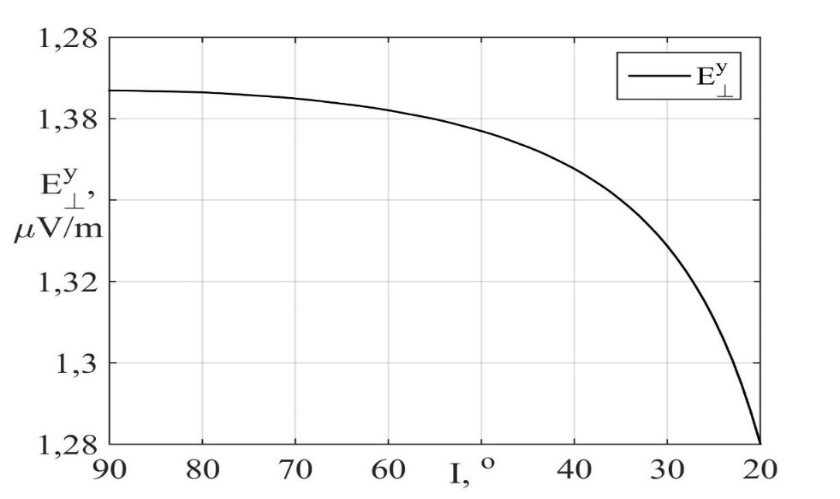 1,28
E^y_⊥
1,38
E^y_⊥,
μV/m
1,32
1,3
1,28
90 80 70 60 I, ° 40 30 20